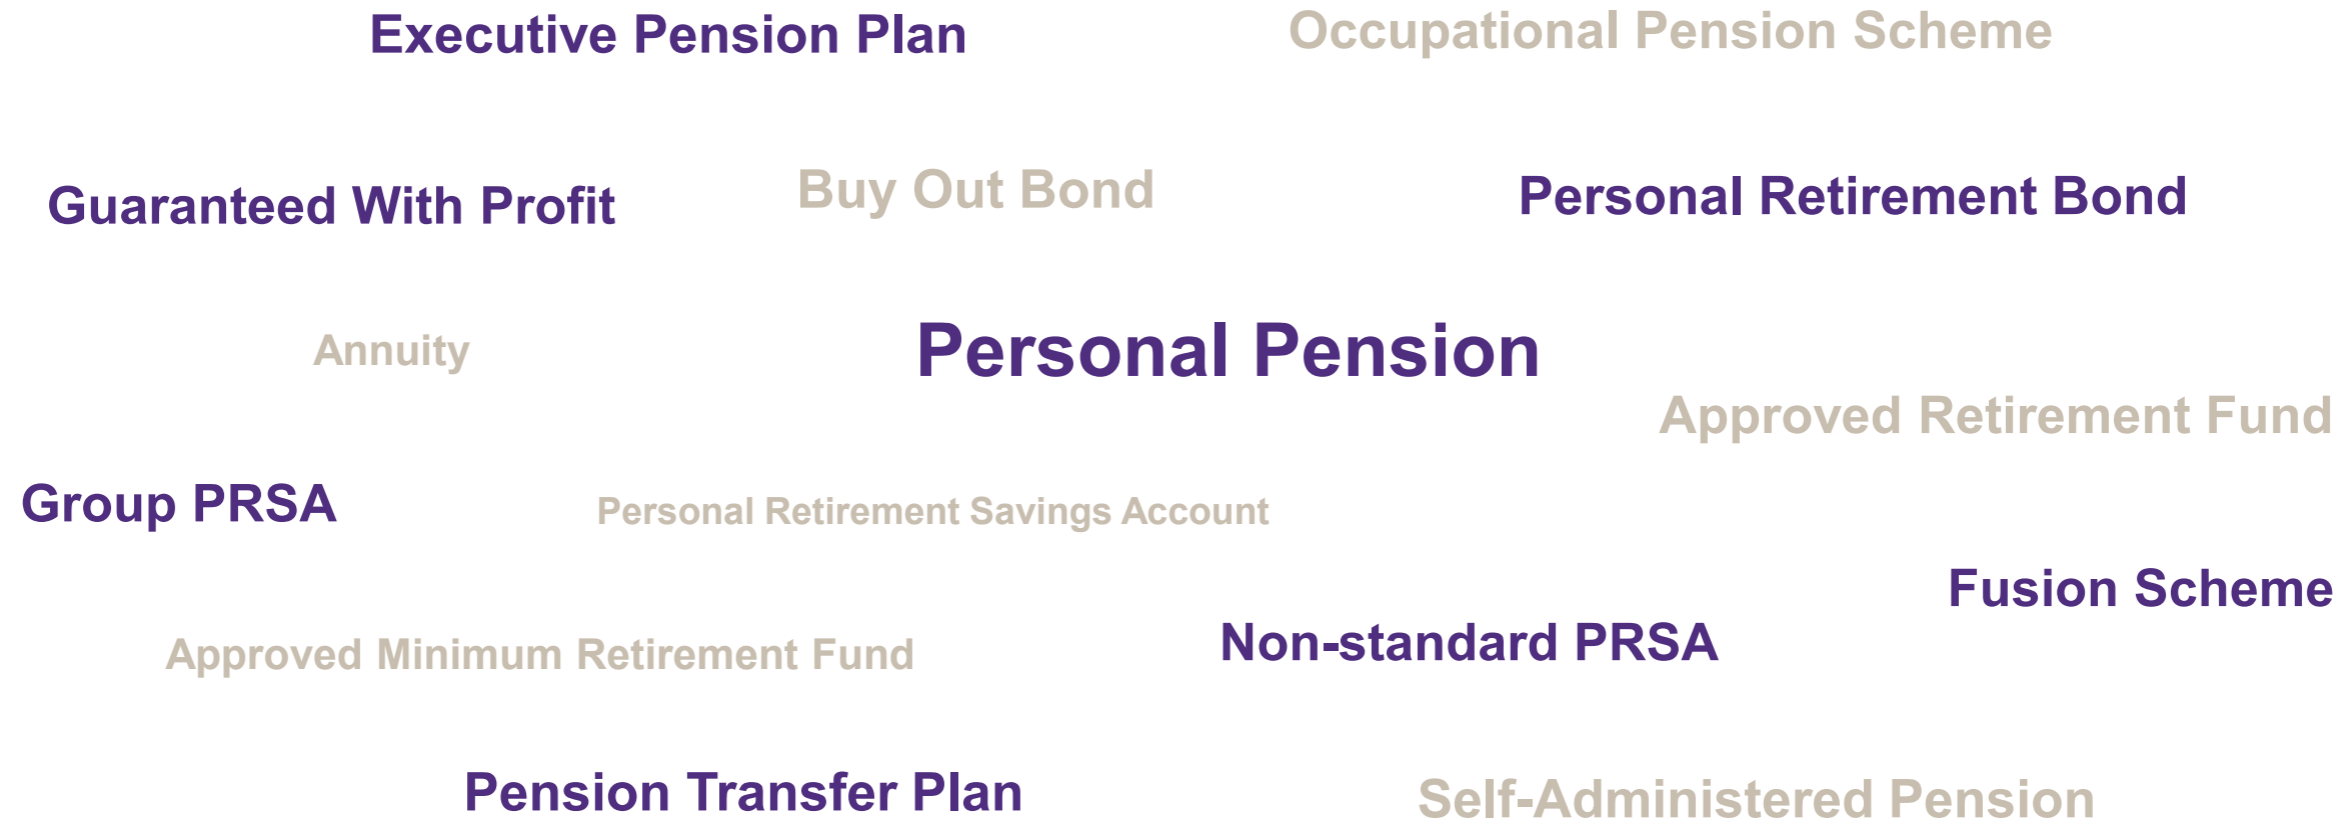 Executive Pension Plan
Occupational Pension Scheme
Guaranteed With Profit
Buy Out Bond
Personal Retirement Bond
Annuity
Personal Pension
Approved Retirement Fund
Group PRSA
Personal Retirement Savings Account
Fusion Scheme
Approved Minimum Retirement Fund
Non-standard PRSA
Pension Transfer Plan
Self-Administered Pension